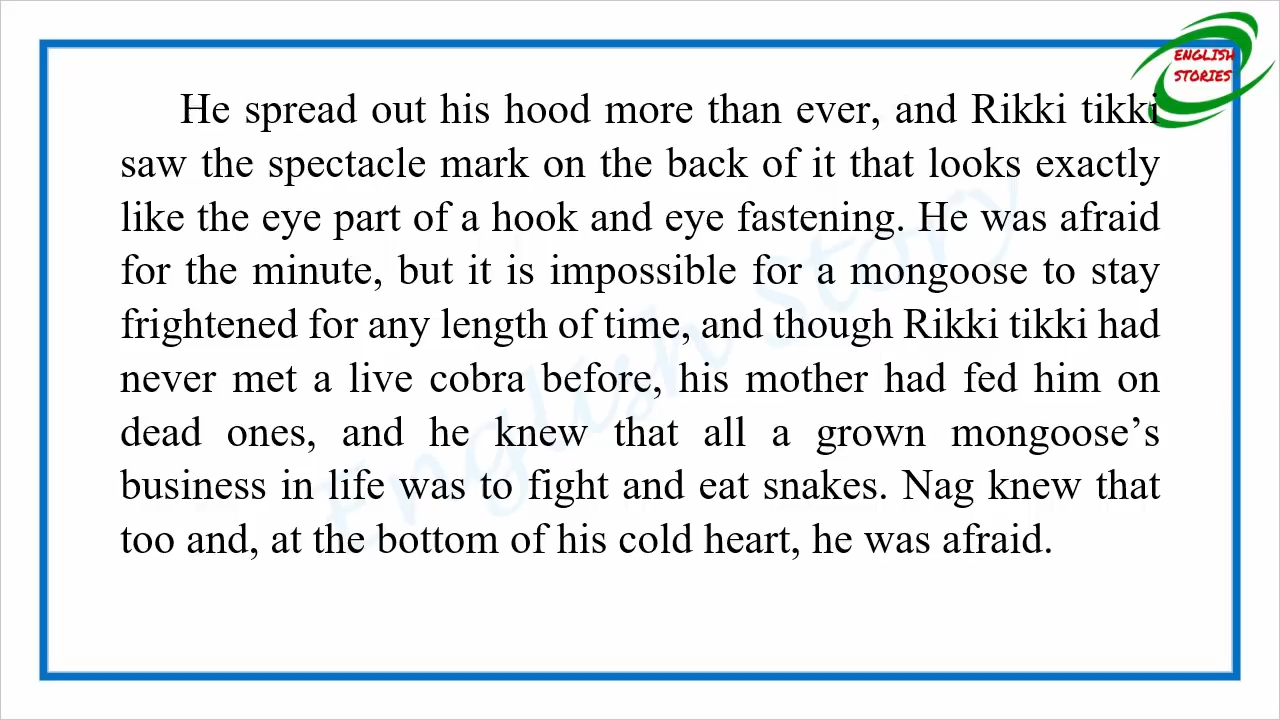 ENGLISH
STORIES
He spread out his hood more than ever, and Rikki tikki
saw the spectacle mark on the back of it that looks exactly
like the eye part of a hook and eye fastening. He was afraid
for the minute, but it is impossible for a mongoose to stay
frightened for any length of time, and though Rikki tikki had
never met a live cobra before, his mother had fed him on
dead ones, and he knew that all a grown mongoose’s
business in life was to fight and eat snakes. Nag knew that
too and, at the bottom of his cold heart, he was afraid.
English Story